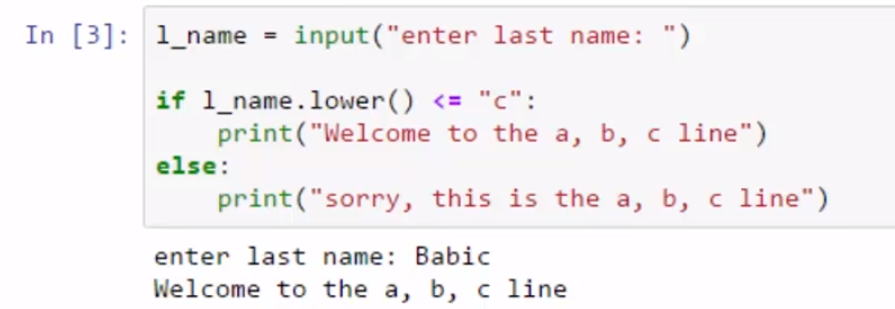 In [3]: l_name = input("enter last name: ")
if l_name.lower() <= "c":
    print("Welcome to the a, b, c line")
else:
    print("sorry, this is the a, b, c line")
enter last name: Babic
Welcome to the a, b, c line